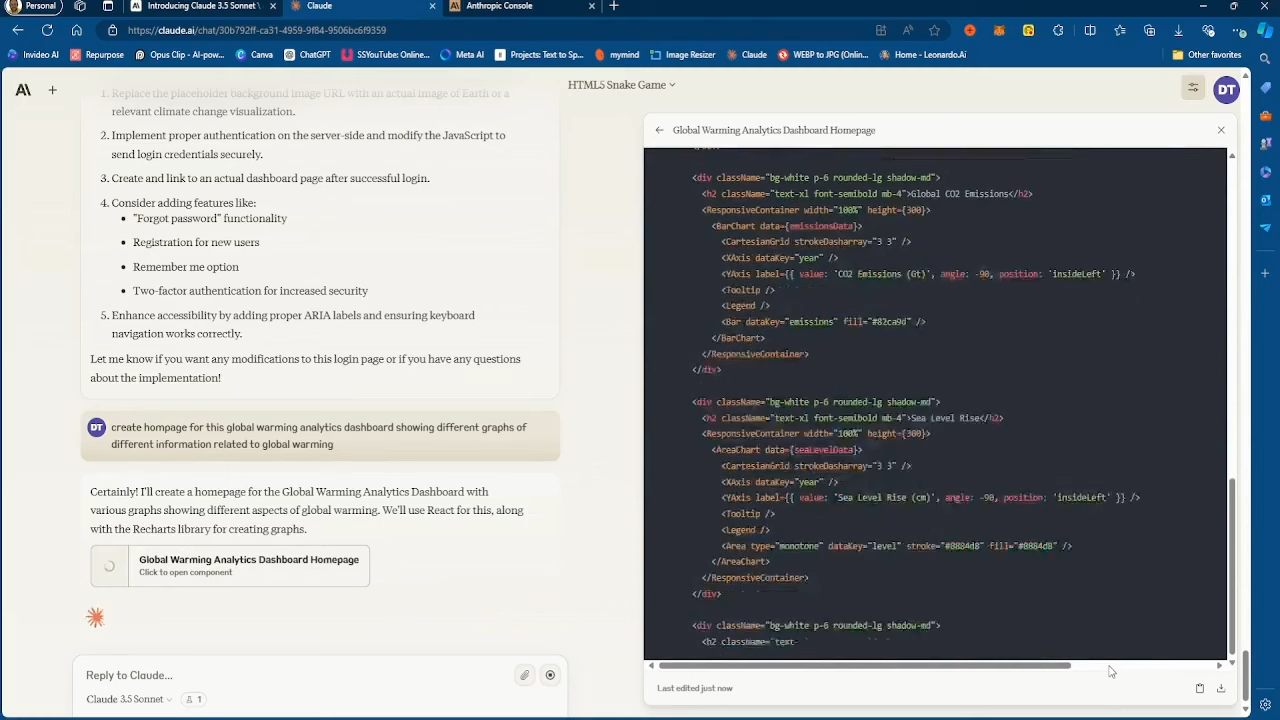 Personal
Introducing Claude 3.5 Sonnet \
Claude
Anthropic Console
https://claude.ai/chat/30b792ff-ca31-4959-9f84-9506bc6f9359
Invideo AI
YouTube
Opus Clip - AI-pow...
Canva
ChatGPT
SSYouTube (Onlin...
Meta AI
Projects: Text to Sp...
mymind
Image Resizer
Claude
WEBP to JPG (Onlin...
Other favorites
HTML5 Snake Game
DT
1. Replace the placeholder background image URL with an actual image of Earth or a
relevant climate change visualization.
2. Implement proper authentication on the server-side and modify the JavaScript to
send login credentials securely.
3. Create and link to an actual dashboard page after successful login.
4. Consider adding features like:
• "Forgot password" functionality
• Registration for new users
• Remember me option
• Two-factor authentication for increased security
5. Enhance accessibility by adding proper ARIA labels and ensuring keyboard
navigation works correctly.
Let me know if you want any modifications to this login page or if you have any questions
about the implementation!
DT
create hompage for this global warming analytics dashboard showing different graphs of
different information related to global warming
Certainly! I'll create a homepage for the Global Warming Analytics Dashboard with
various graphs showing different aspects of global warming. We'll use React for this, along
with the Recharts library for creating graphs.
Global Warming Analytics Dashboard Homepage
Click to open component
Reply to Claude...
Claude 3.5 Sonnet
1
Global Warming Analytics Dashboard Homepage
<div className="bg-white p-6 rounded-lg shadow-md">
<h2 className="text-xl font-semibold mb-4">Global CO2 Emissions</h2>
<ResponsiveContainer width="100%" height={300}>
<BarChart data={emissionsData}>
<CartesianGrid strokeDasharray="3 3" />
<XAxis dataKey="year" />
<YAxis label={{ value: 'CO2 Emissions (Gt)', angle: -90, position: 'insideLeft' }} />
<Tooltip />
<Legend />
<Bar dataKey="emissions" fill="#82ca9d" />
</BarChart>
</ResponsiveContainer>
</div>
<div className="bg-white p-6 rounded-lg shadow-md">
<h2 className="text-xl font-semibold mb-4">Sea Level Rise</h2>
<ResponsiveContainer width="100%" height={300}>
<AreaChart data={seaLevelData}>
<CartesianGrid strokeDasharray="3 3" />
<XAxis dataKey="year" />
<YAxis label={{ value: 'Sea Level Rise (cm)', angle: -90, position: 'insideLeft' }} />
<Tooltip />
<Legend />
<Area type="monotone" dataKey="level" stroke="#8884d8" fill="#8884d8" />
</AreaChart>
</ResponsiveContainer>
</div>
<div className="bg-white p-6 rounded-lg shadow-md">
<h2 className="text-
Last edited just now